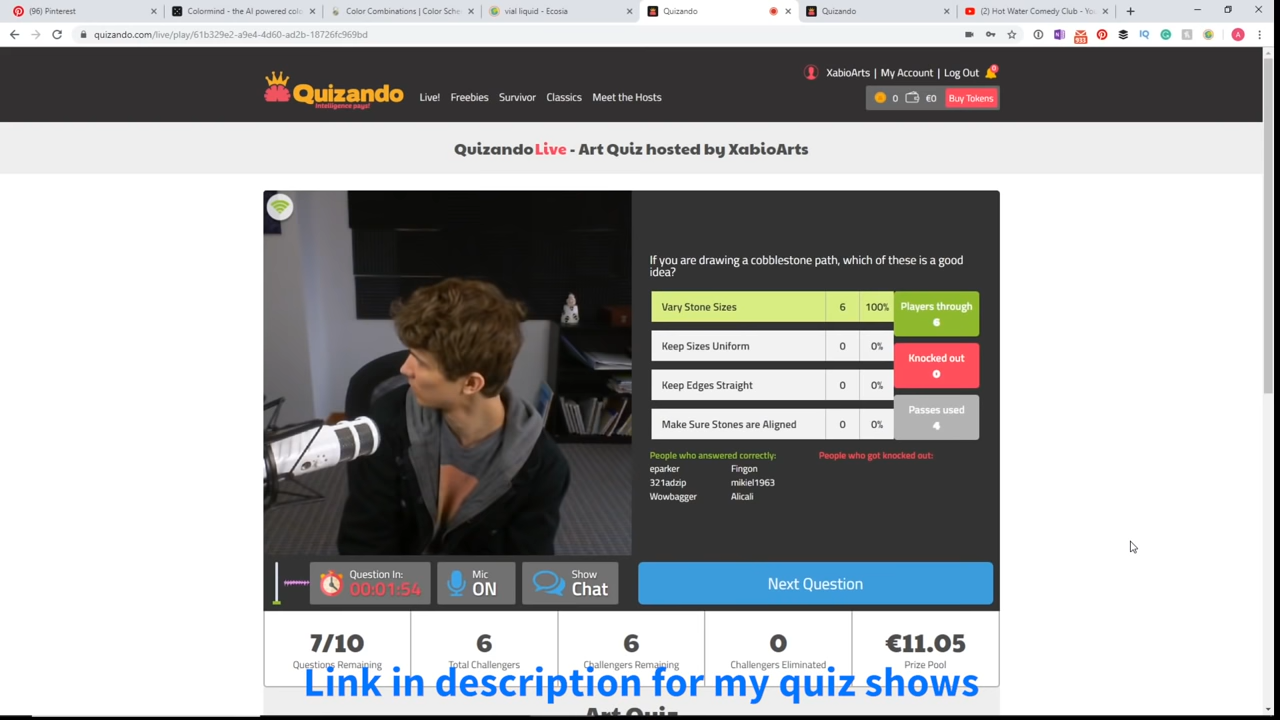 (96) Pinterest
Colormind - the AI powered colo
Color Combinations | Color Sche
vial liquid - Ecosia
Quizando
Quizando
(2) Hot Water Comedy Club - Yo
quizando.com/live/play/61b329e2-a9e4-4d60-ad2b-18726fc969bd
933
IQ
A
XabioArts | My Account | Log Out
0
Quizando
Intelligence pays!
Live!
Freebies
Survivor
Classics
Meet the Hosts
0
€0
Buy Tokens
Quizando Live - Art Quiz hosted by XabioArts
If you are drawing a cobblestone path, which of these is a good
idea?
Vary Stone Sizes 6 100%
Keep Sizes Uniform 0 0%
Keep Edges Straight 0 0%
Make Sure Stones are Aligned 0 0%
Players through
6
Knocked out
0
Passes used
4
People who answered correctly:
eparker Fingon
321adzip mikiel1963
Wowbagger Alicali
People who got knocked out:
Question In:
00:01:54
Mic
ON
Show
Chat
Next Question
7/10
Questions Remaining
6
Total Challengers
6
Challengers Remaining
0
Challengers Eliminated
€11.05
Prize Pool
Link in description for my quiz shows
Art Quiz